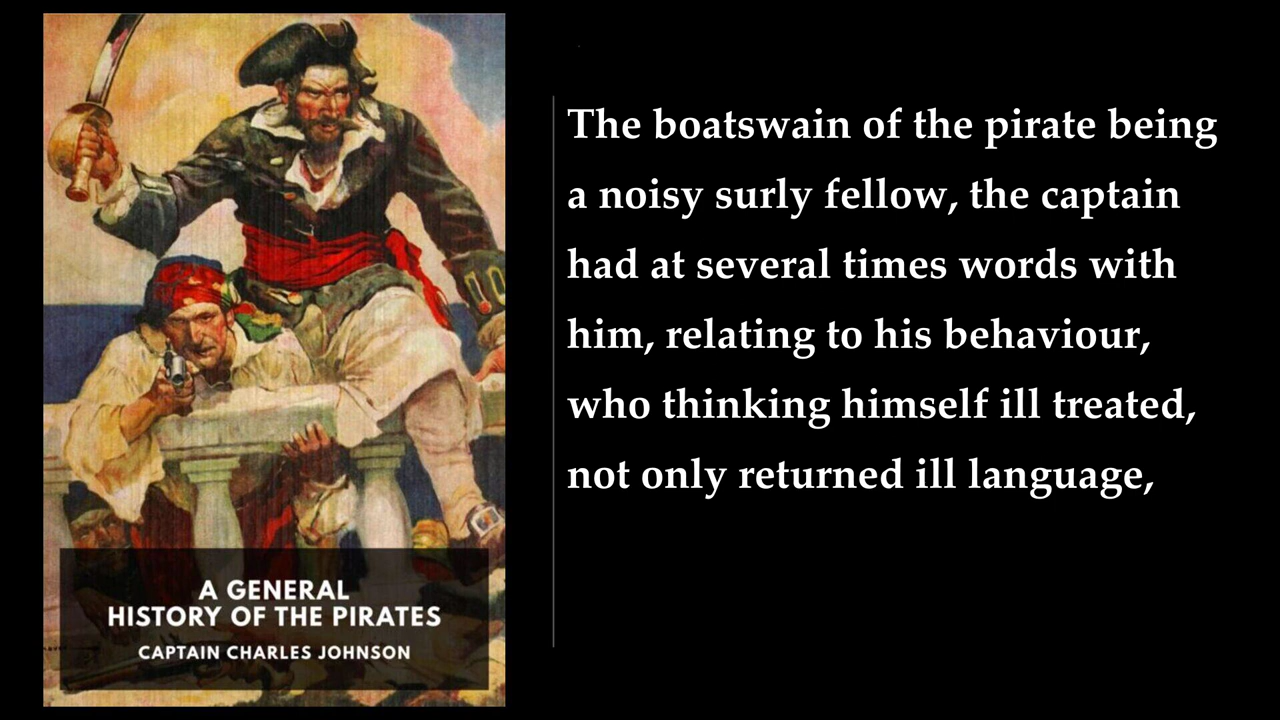 A GENERAL
HISTORY OF THE PIRATES
CAPTAIN CHARLES JOHNSON
The boatswain of the pirate being
a noisy surly fellow, the captain
had at several times words with
him, relating to his behaviour,
who thinking himself ill treated,
not only returned ill language,